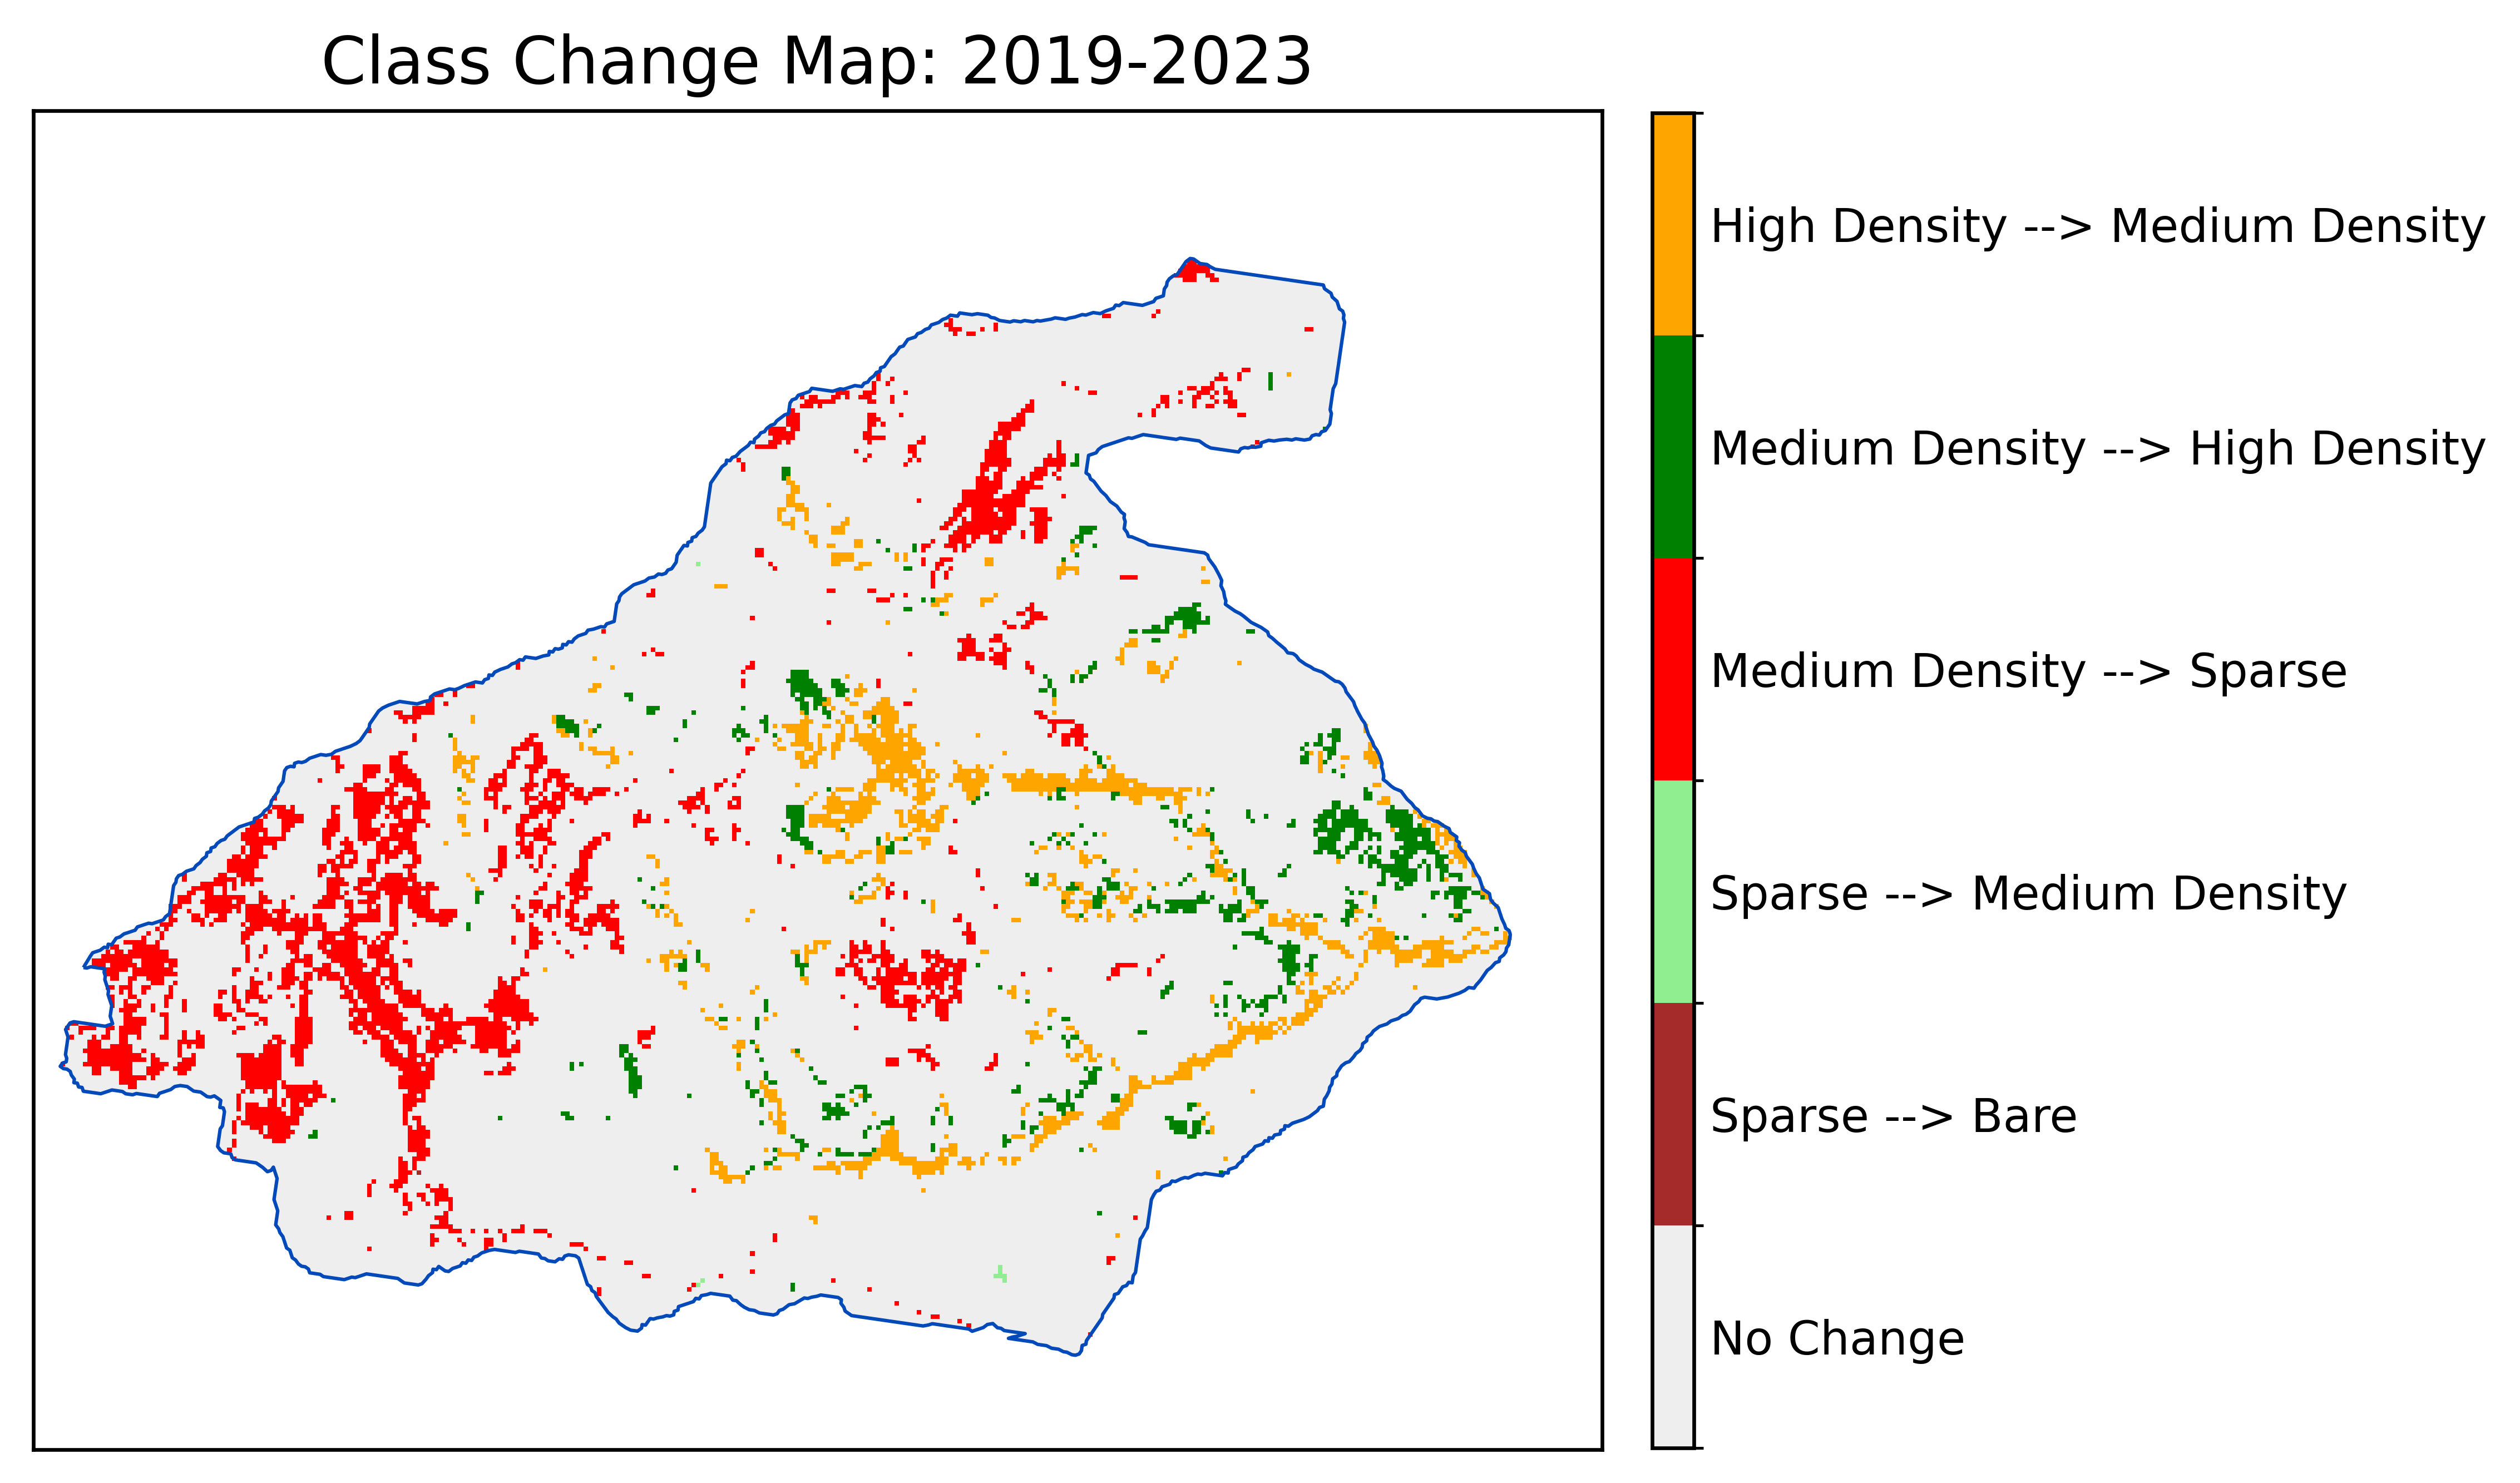 Class Change Map: 2019-2023
High Density --> Medium Density
Medium Density --> High Density
Medium Density --> Sparse
Sparse --> Medium Density
Sparse --> Bare
No Change